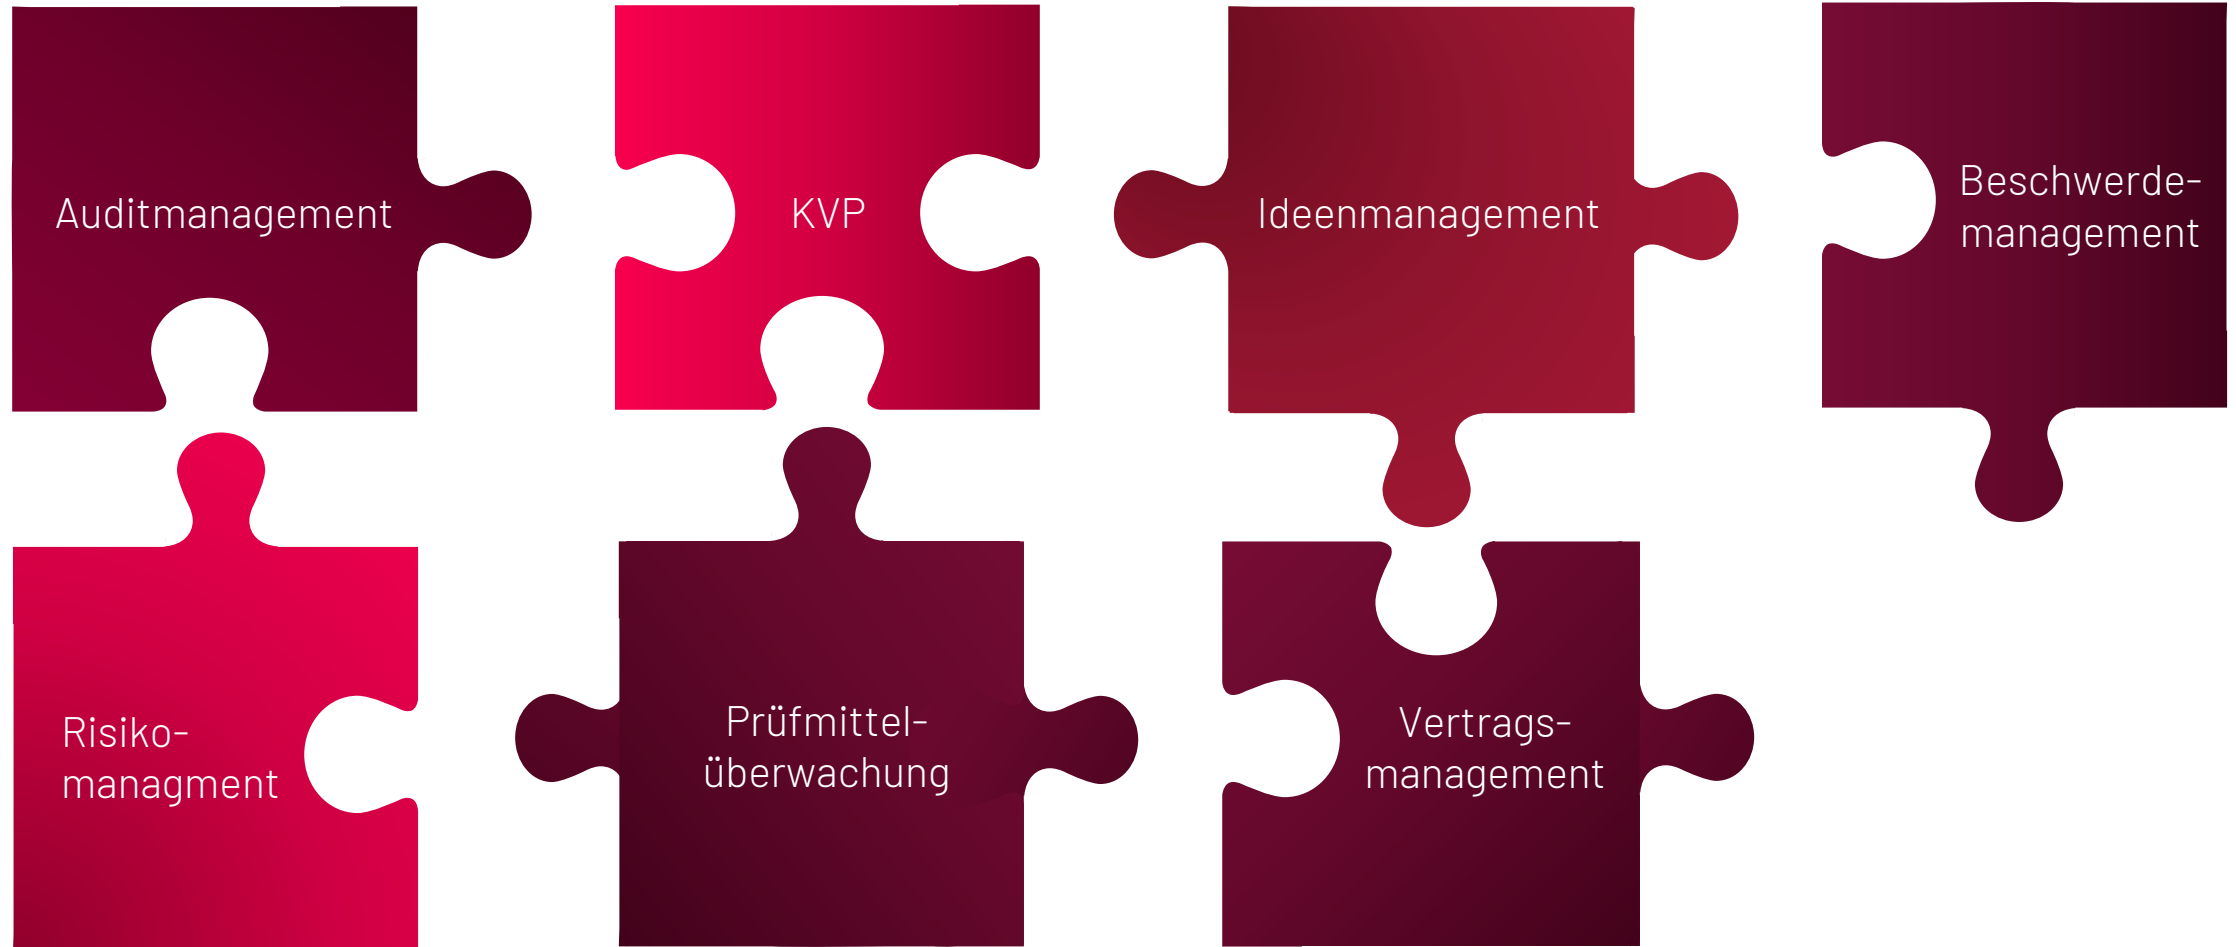 Auditmanagement
KVP
Ideenmanagement
Beschwerde-
management
Risiko-
managment
Prüfmittel-
überwachung
Vertrags-
management